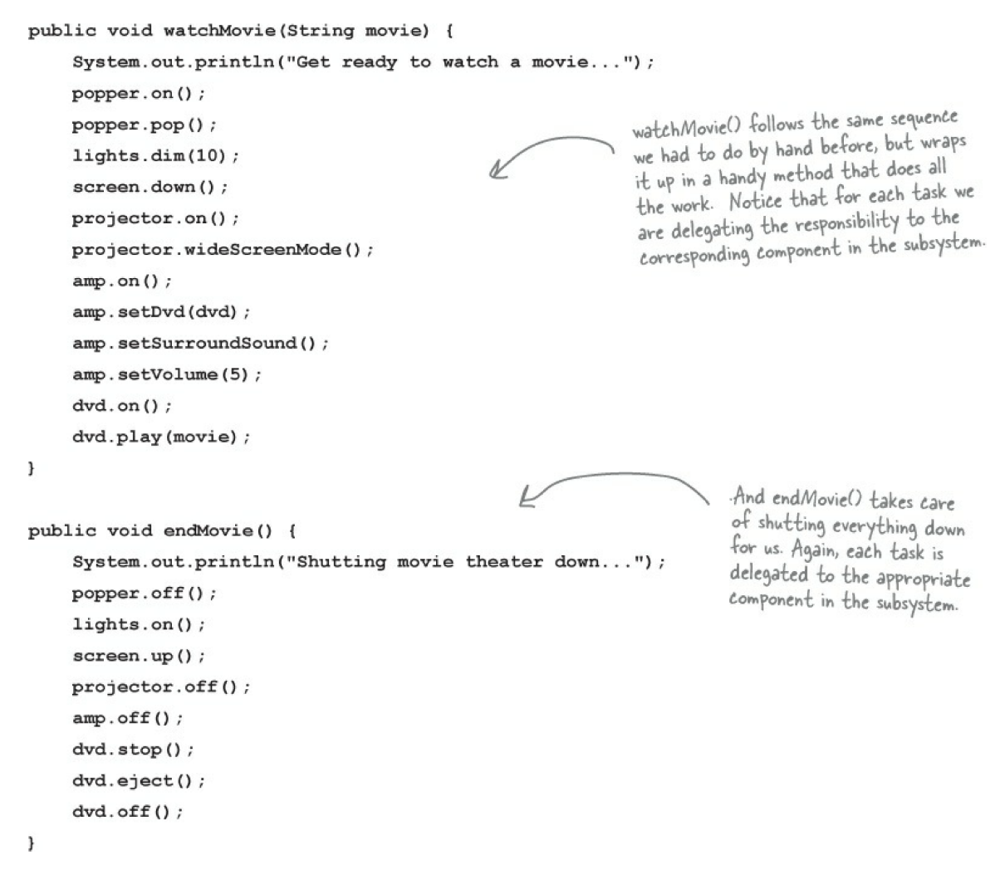 public void watchMovie(String movie) {
System.out.println("Get ready to watch a movie...");
popper.on();
popper.pop();
lights.dim(10);
screen.down();
projector.on();
projector.wideScreenMode();
amp.on();
amp.setDvd(dvd);
amp.setSurroundSound();
amp.setVolume(5);
dvd.on();
dvd.play(movie);
}
watchMovie() follows the same sequence
we had to do by hand before, but wraps
it up in a handy method that does all
the work. Notice that for each task we
are delegating the responsibility to the
corresponding component in the subsystem.
public void endMovie() {
System.out.println("Shutting movie theater down...");
popper.off();
lights.on();
screen.up();
projector.off();
amp.off();
dvd.stop();
dvd.eject();
dvd.off();
}
.And endMovie() takes care
of shutting everything down
for us. Again, each task is
delegated to the appropriate
component in the subsystem.